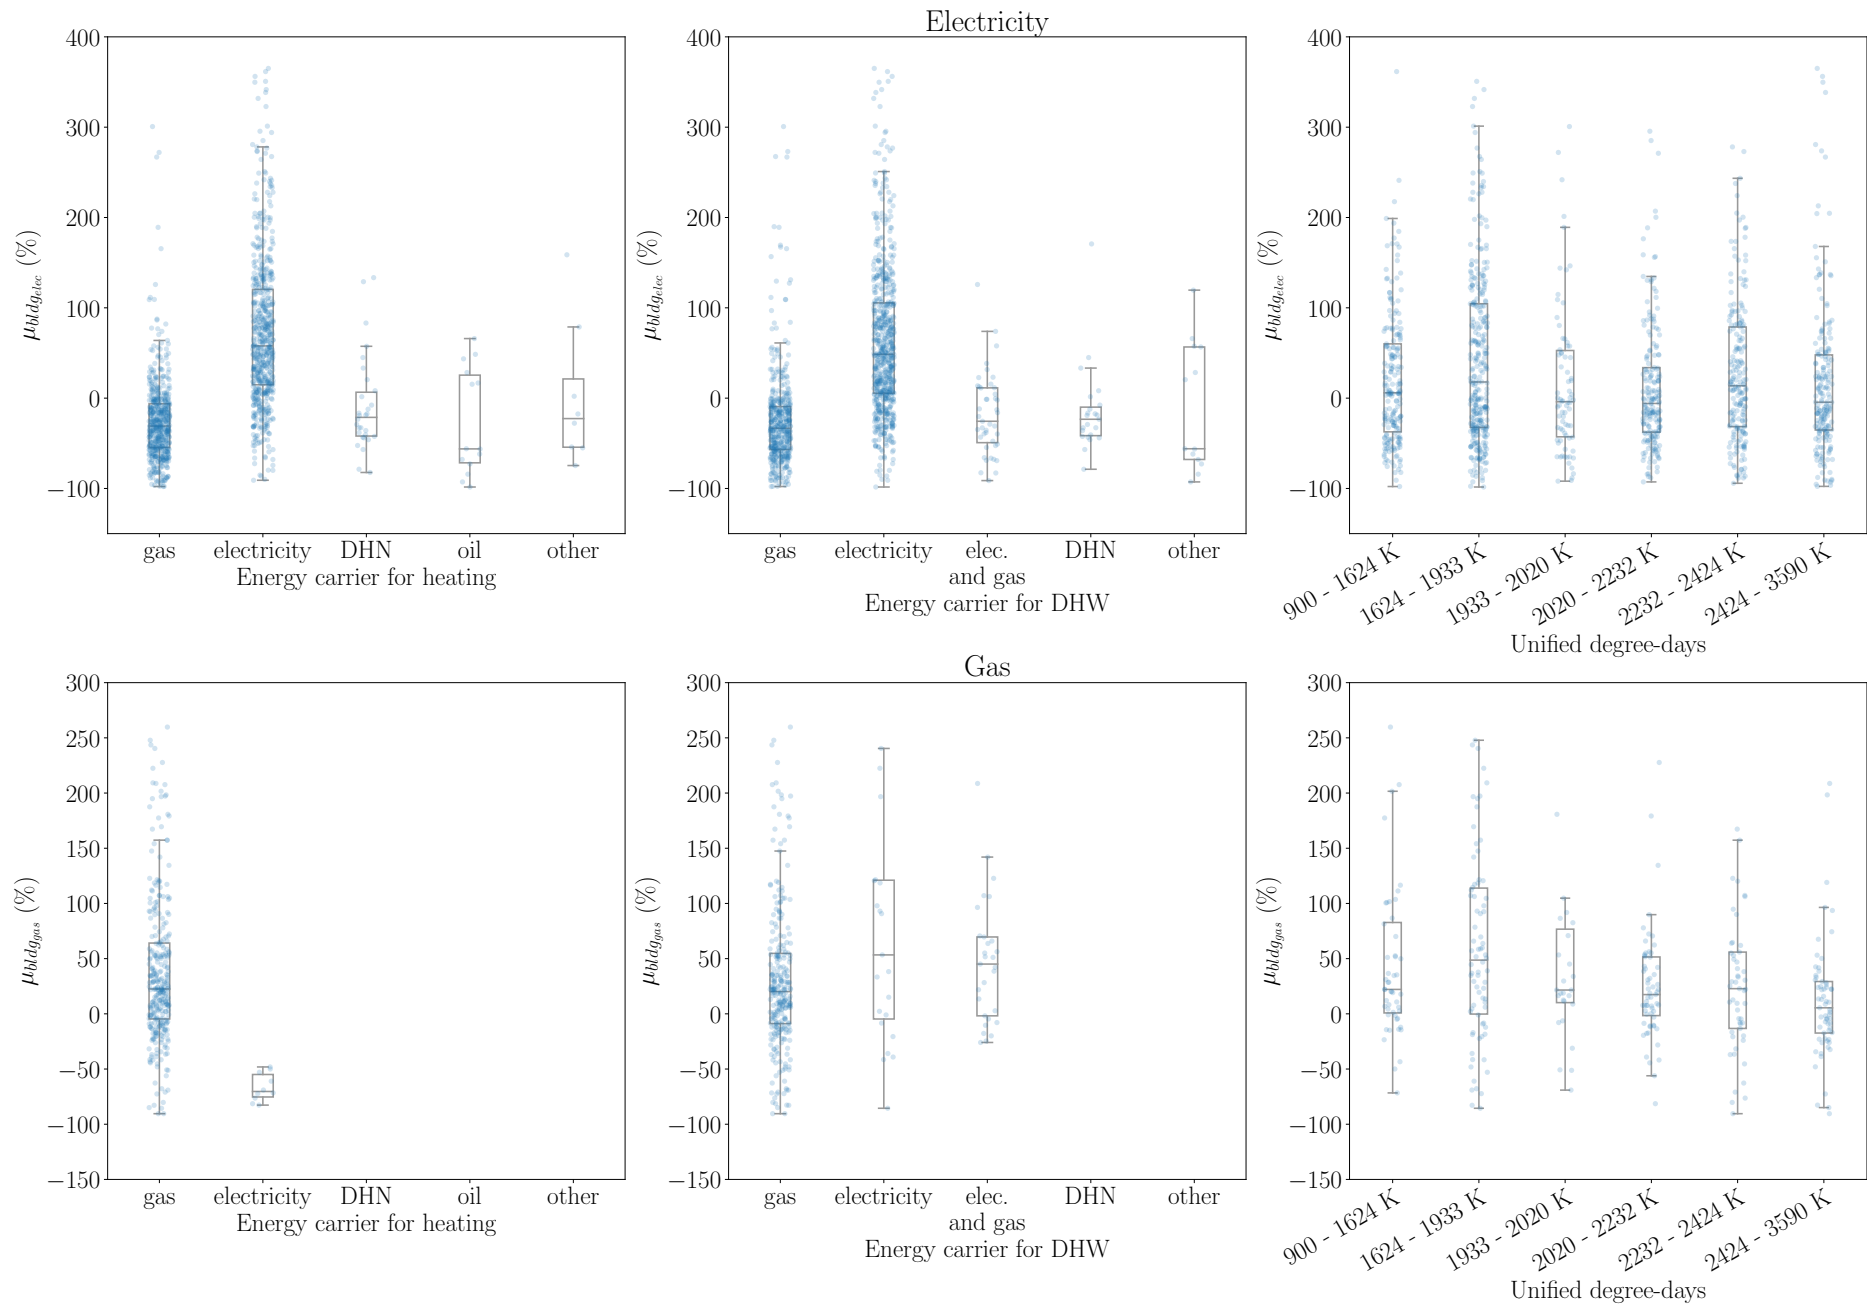 Electricity
400
300
200
100
0
−100
μbldgelec (%)
gas electricity DHN oil other
Energy carrier for heating
400
300
200
100
0
−100
μbldgelec (%)
gas electricity elec. DHN other
and gas
Energy carrier for DHW
400
300
200
100
0
−100
μbldgelec (%)
900 - 1624 K
1624 - 1933 K
1933 - 2020 K
2020 - 2232 K
2232 - 2424 K
2424 - 3590 K
Unified degree-days
Gas
300
250
200
150
100
50
0
−50
−100
−150
μbldggas (%)
gas electricity DHN oil other
Energy carrier for heating
300
250
200
150
100
50
0
−50
−100
−150
μbldggas (%)
gas electricity elec. DHN other
and gas
Energy carrier for DHW
300
250
200
150
100
50
0
−50
−100
−150
μbldggas (%)
900 - 1624 K
1624 - 1933 K
1933 - 2020 K
2020 - 2232 K
2232 - 2424 K
2424 - 3590 K
Unified degree-days